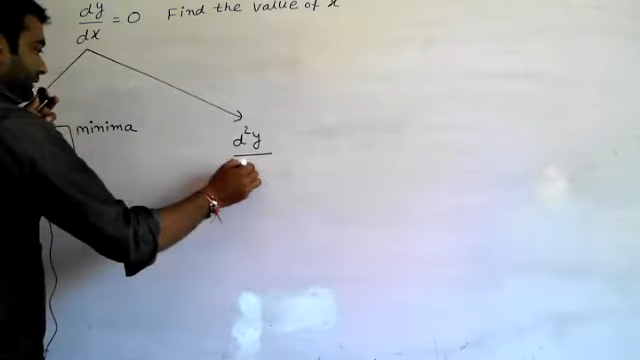 dy
dx = 0 Find the value of x
minima
d²y